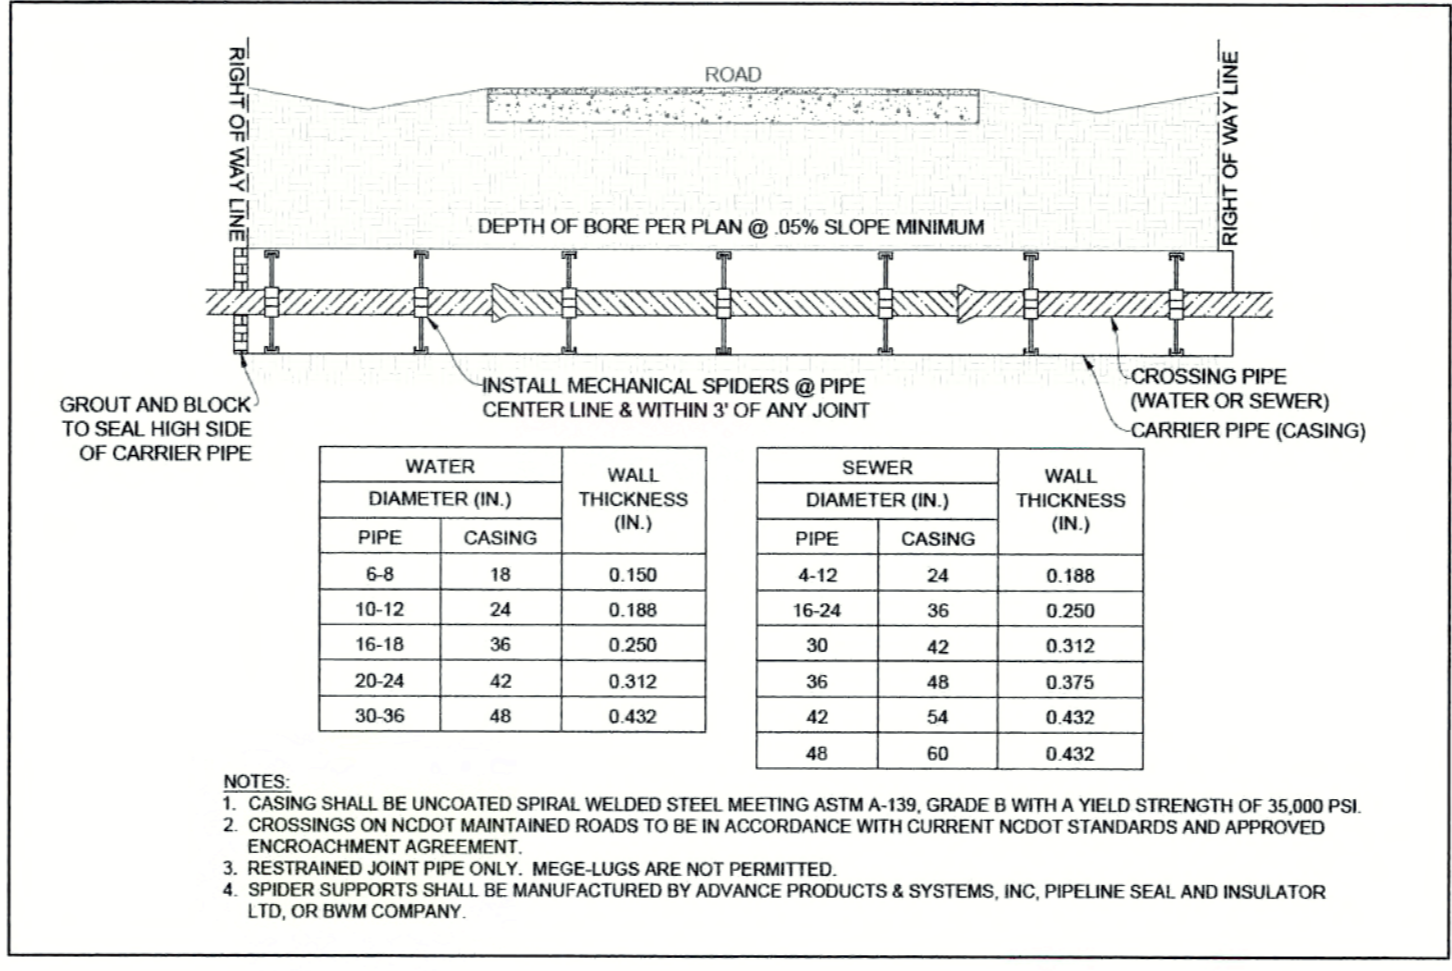 ROAD
RIGHT OF WAY LINE
RIGHT OF WAY LINE
DEPTH OF BORE PER PLAN @ .05% SLOPE MINIMUM
INSTALL MECHANICAL SPIDERS @ PIPE
CENTER LINE & WITHIN 3' OF ANY JOINT
CROSSING PIPE
(WATER OR SEWER)
CARRIER PIPE (CASING)
GROUT AND BLOCK
TO SEAL HIGH SIDE
OF CARRIER PIPE
WATER WALL THICKNESS (IN.)
DIAMETER (IN.)
PIPE CASING
6-8 18 0.150
10-12 24 0.188
16-18 36 0.250
20-24 42 0.312
30-36 48 0.432
SEWER WALL THICKNESS (IN.)
DIAMETER (IN.)
PIPE CASING
4-12 24 0.188
16-24 36 0.250
30 42 0.312
36 48 0.375
42 54 0.432
48 60 0.432
NOTES:
1. CASING SHALL BE UNCOATED SPIRAL WELDED STEEL MEETING ASTM A-139, GRADE B WITH A YIELD STRENGTH OF 35,000 PSI.
2. CROSSINGS ON NCDOT MAINTAINED ROADS TO BE IN ACCORDANCE WITH CURRENT NCDOT STANDARDS AND APPROVED
ENCROACHMENT AGREEMENT.
3. RESTRAINED JOINT PIPE ONLY. MEGE-LUGS ARE NOT PERMITTED.
4. SPIDER SUPPORTS SHALL BE MANUFACTURED BY ADVANCE PRODUCTS & SYSTEMS, INC, PIPELINE SEAL AND INSULATOR
LTD, OR BWM COMPANY.